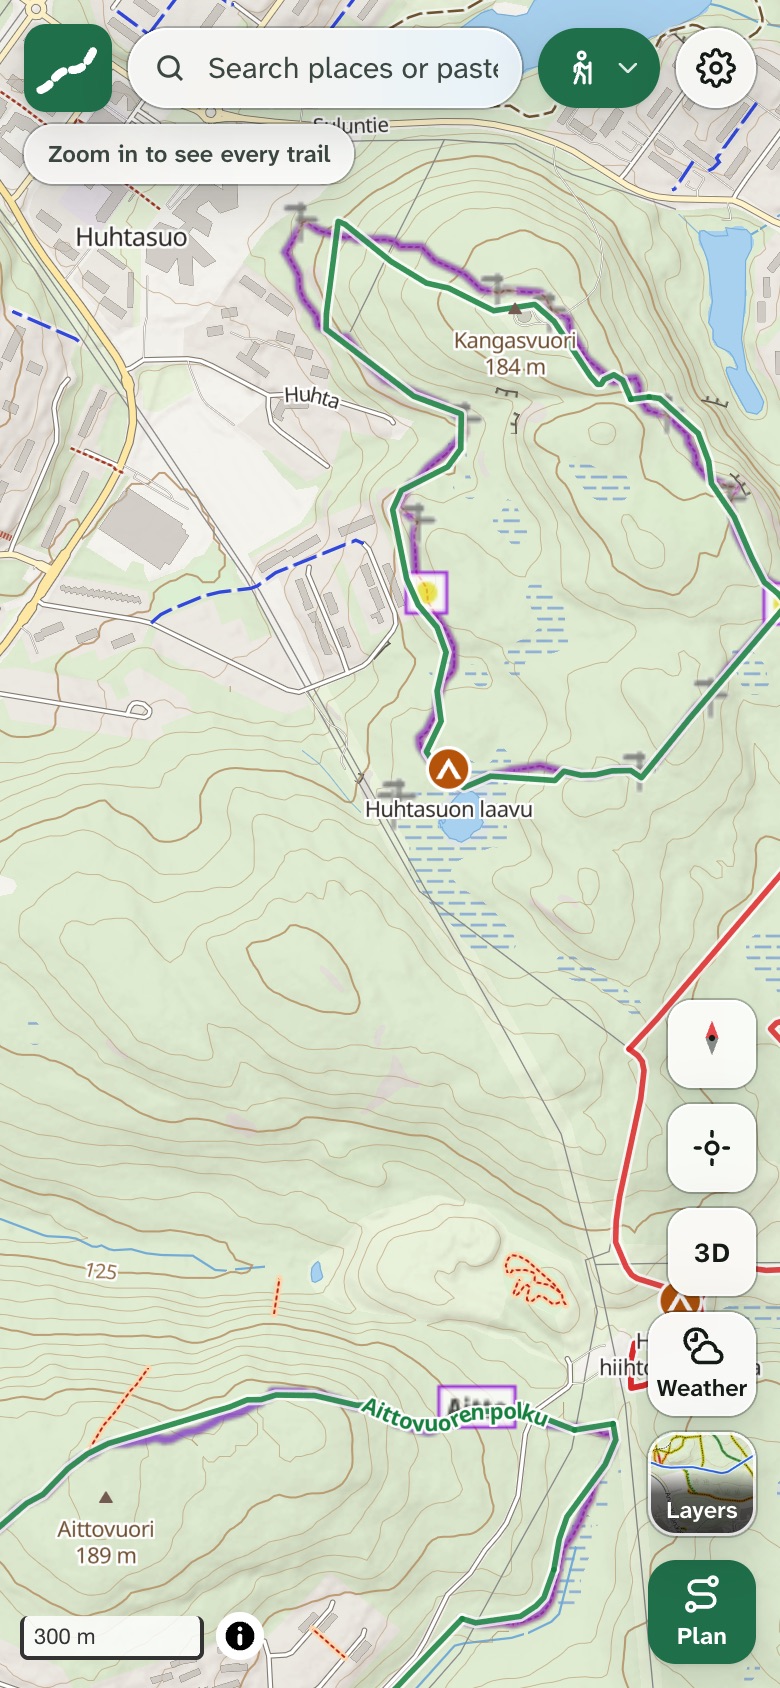 Search places or paste
Suluntie
Zoom in to see every trail
Huhtasuo
Kangasvuori
184 m
Huhta
Huhtasuon laavu
125
3D
Weather
Aittovuoren polku
Layers
Aittovuori
189 m
300 m
Plan